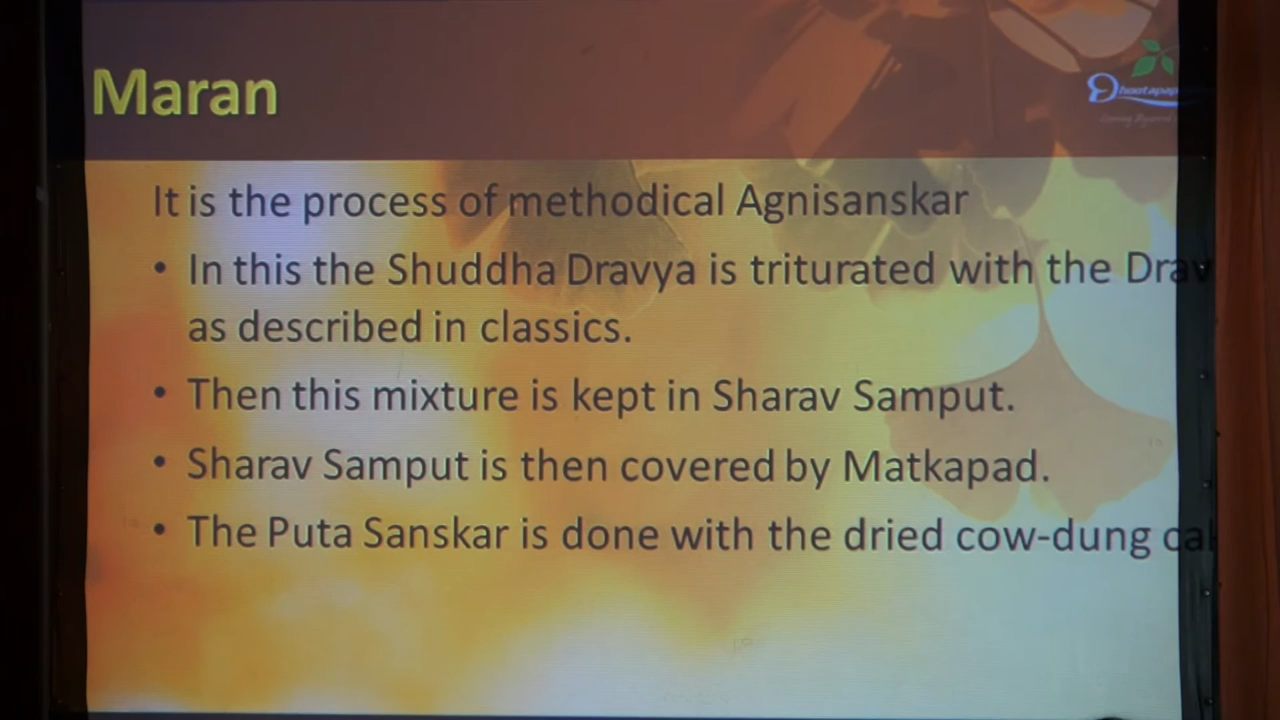 Maran
It is the process of methodical Agnisanskar
• In this the Shuddha Dravya is triturated with the Drav
as described in classics.
• Then this mixture is kept in Sharav Samput.
• Sharav Samput is then covered by Matkapad.
• The Puta Sanskar is done with the dried cow-dung cak